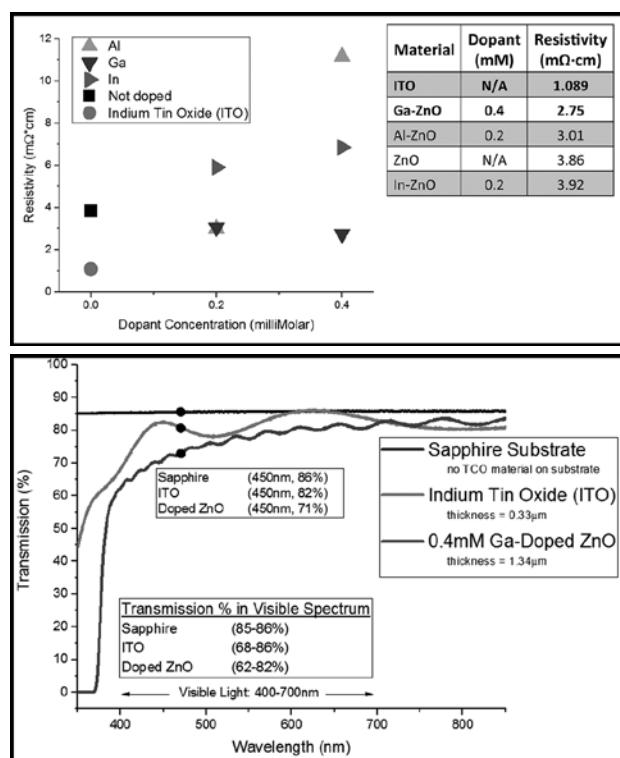 Al
Ga
In
Not doped
Indium Tin Oxide (ITO)
12
10
8
6
4
2
0
Resistivity (mΩ*cm)
0.0 0.2 0.4
Dopant Concentration (milliMolar)
Material Dopant (mM) Resistivity (mΩ·cm)
ITO N/A 1.089
Ga-ZnO 0.4 2.75
Al-ZnO 0.2 3.01
ZnO N/A 3.86
In-ZnO 0.2 3.92
100
90
80
70
60
50
40
30
20
10
0
Transmission (%)
Sapphire (450nm, 86%)
ITO (450nm, 82%)
Doped ZnO (450nm, 71%)
Sapphire Substrate
no TCO material on substrate
Indium Tin Oxide (ITO)
thickness = 0.33μm
0.4mM Ga-Doped ZnO
thickness = 1.34μm
Transmission % in Visible Spectrum
Sapphire (85-86%)
ITO (68-86%)
Doped ZnO (62-82%)
Visible Light: 400-700nm
400 500 600 700 800
Wavelength (nm)